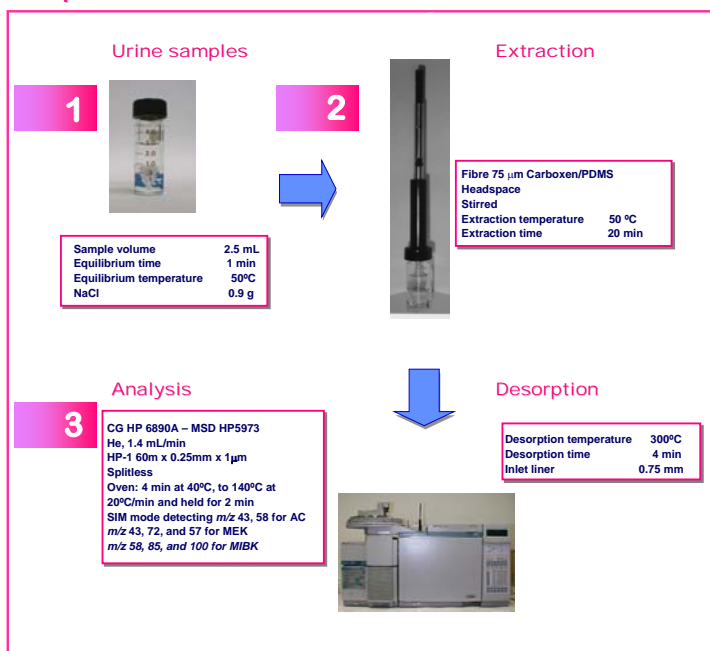 Urine samples
1
Sample volume 2.5 mL
Equilibrium time 1 min
Equilibrium temperature 50ºC
NaCl 0.9 g
Extraction
2
Fibre 75 μm Carboxen/PDMS
Headspace
Stirred
Extraction temperature 50 ºC
Extraction time 20 min
Desorption
Desorption temperature 300ºC
Desorption time 4 min
Inlet liner 0.75 mm
Analysis
3
CG HP 6890A – MSD HP5973
He, 1.4 mL/min
HP-1 60m x 0.25mm x 1μm
Splitless
Oven: 4 min at 40ºC, to 140ºC at
20ºC/min and held for 2 min
SIM mode detecting m/z 43, 58 for AC
m/z 43, 72, and 57 for MEK
m/z 58, 85, and 100 for MIBK